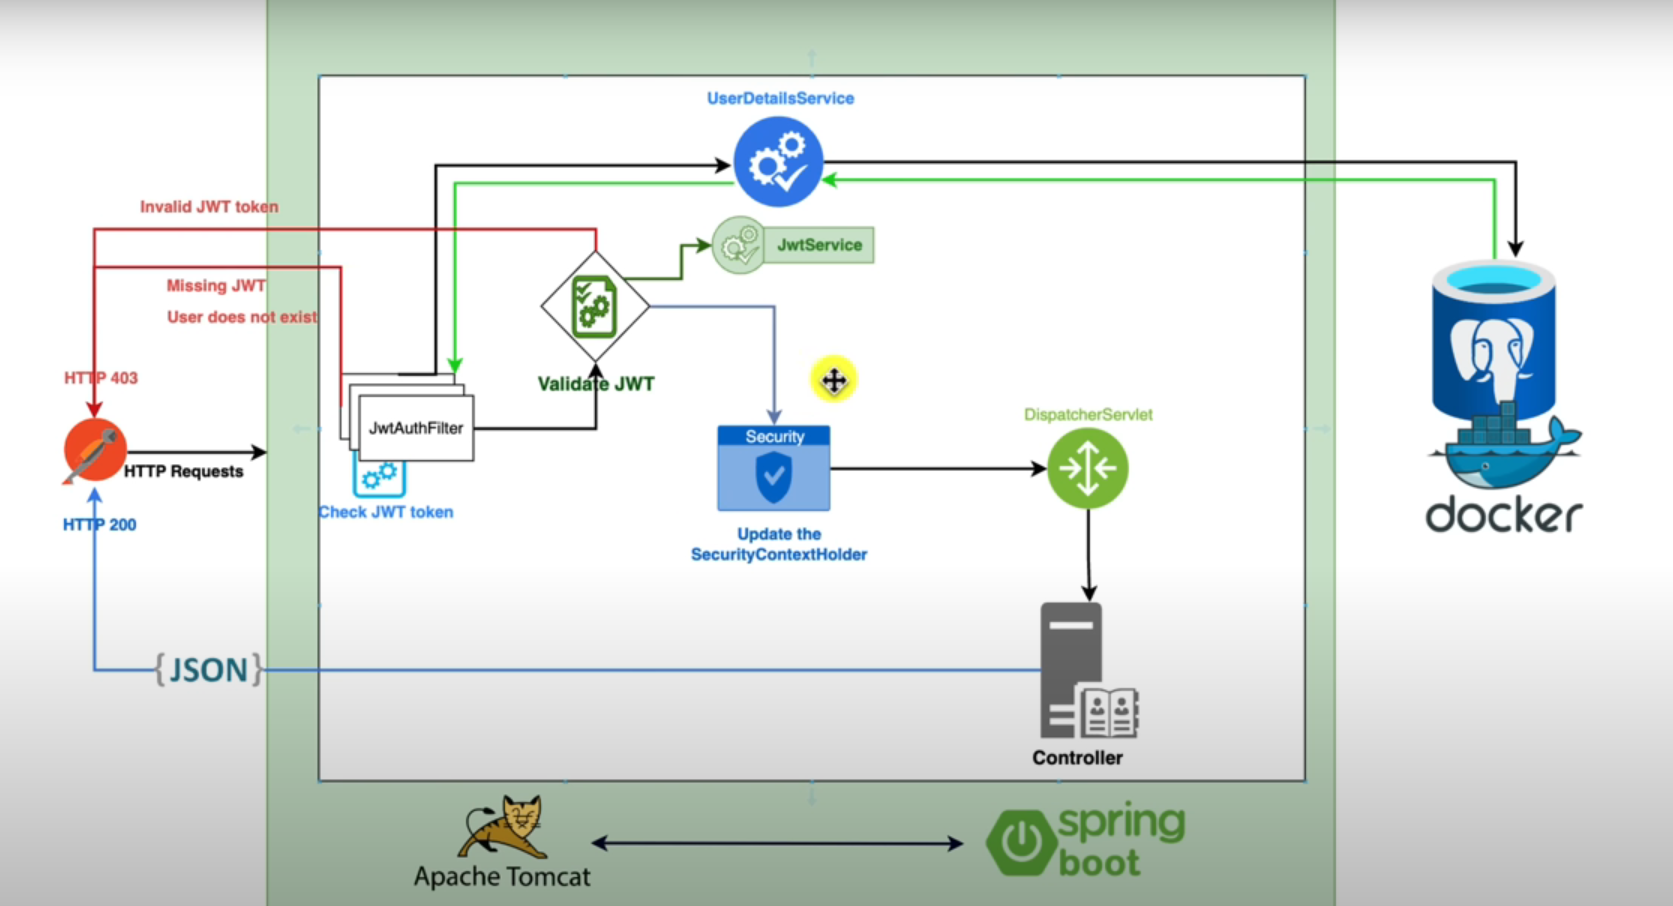 UserDetailsService
Invalid JWT token
JwtService
Missing JWT
User does not exist
HTTP 403
Validate JWT
JwtAuthFilter
Security
DispatcherServlet
HTTP Requests
Check JWT token
HTTP 200
Update the
SecurityContextHolder
docker
{JSON}
Controller
Apache Tomcat
spring
boot